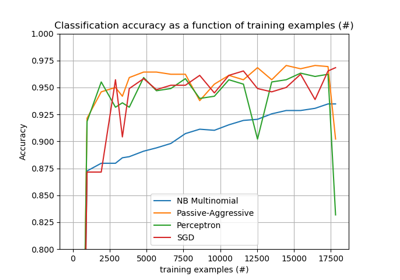 Classification accuracy as a function of training examples (#)
1.000
0.975
0.950
0.925
0.900
0.875
0.850
0.825
0.800
Accuracy
NB Multinomial
Passive-Aggressive
Perceptron
SGD
0 2500 5000 7500 10000 12500 15000 17500
training examples (#)